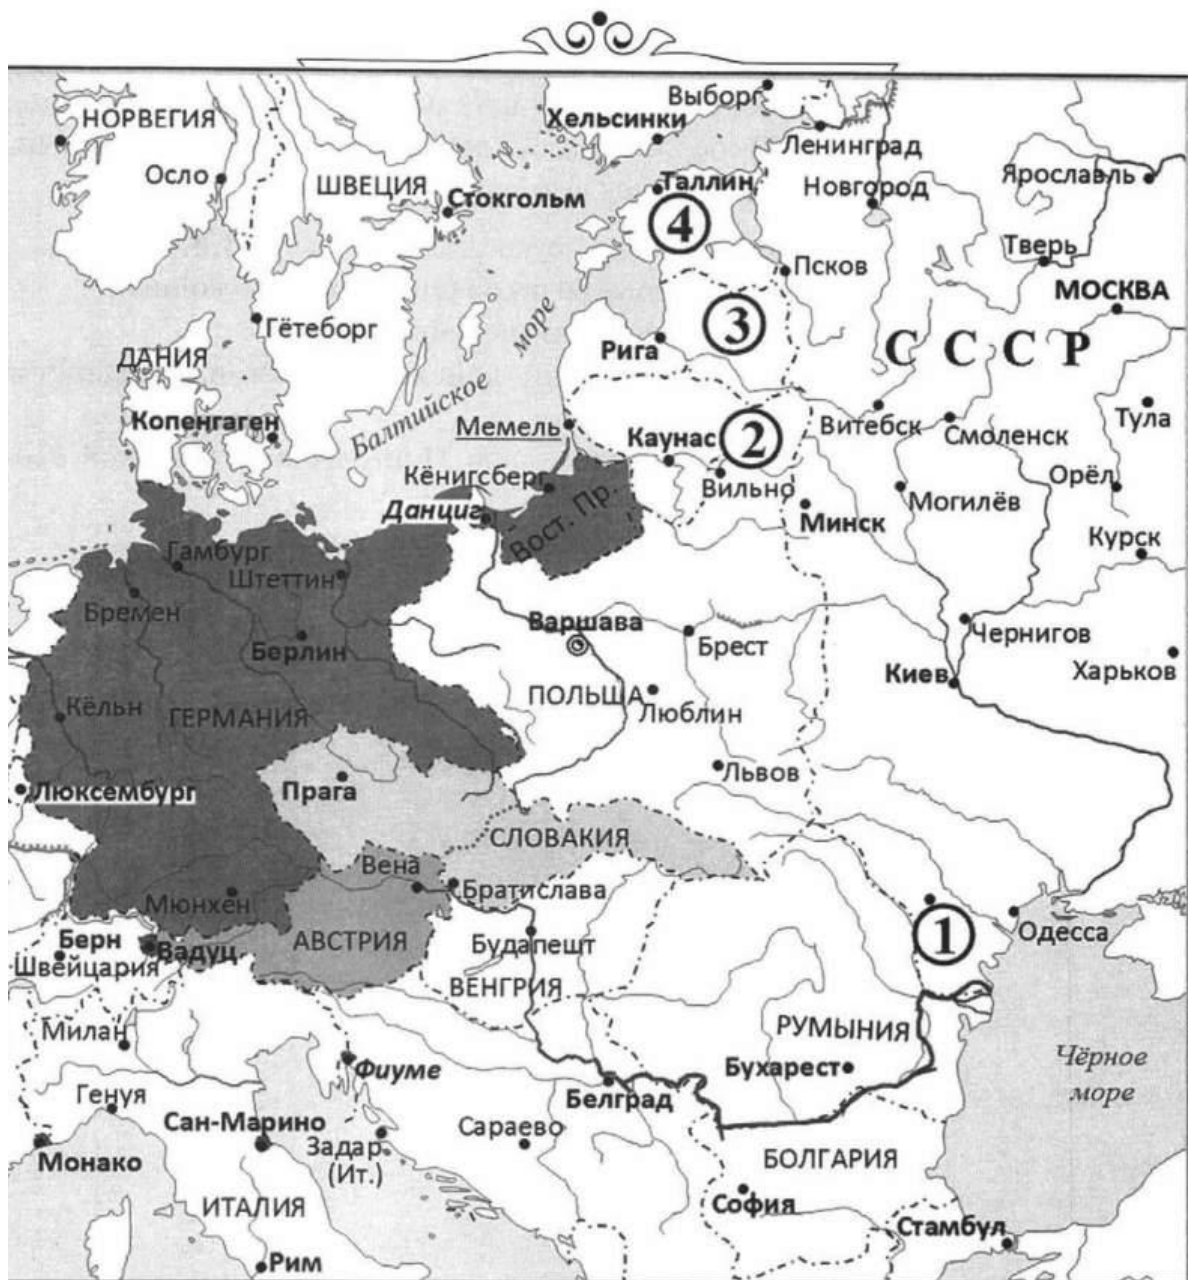 Выборг
Хельсинки
НОРВЕГИЯ
Ленинград
Осло
ШВЕЦИЯ
Таллин
Новгород
Ярославль
Стокгольм
4
Тверь
Псков
МОСКВА
море
3
Гётеборг
Рига
С С С Р
ДАНИЯ
Балтийское
Копенгаген
Мемель
Каунас
2
Витебск
Смоленск
Тула
Кёнигсберг
Вильно
Орёл
Данциг
Вост. Пр.
Минск
Могилёв
Курск
Гамбург
Штеттин
Бремен
Варшава
Брест
Чернигов
Берлин
Киев
Харьков
ПОЛЬША
Люблин
Кёльн
ГЕРМАНИЯ
Львов
Люксембург
Прага
СЛОВАКИЯ
Вена
Братислава
Мюнхен
1
Одесса
Берн
Вадуц
АВСТРИЯ
Будапешт
Швейцария
ВЕНГРИЯ
РУМЫНИЯ
Милан
Фиуме
Бухарест
Чёрное
море
Генуя
Белград
Сан-Марино
Задар
(Ит.)
Сараево
Монако
БОЛГАРИЯ
ИТАЛИЯ
София
Стамбул
Рим